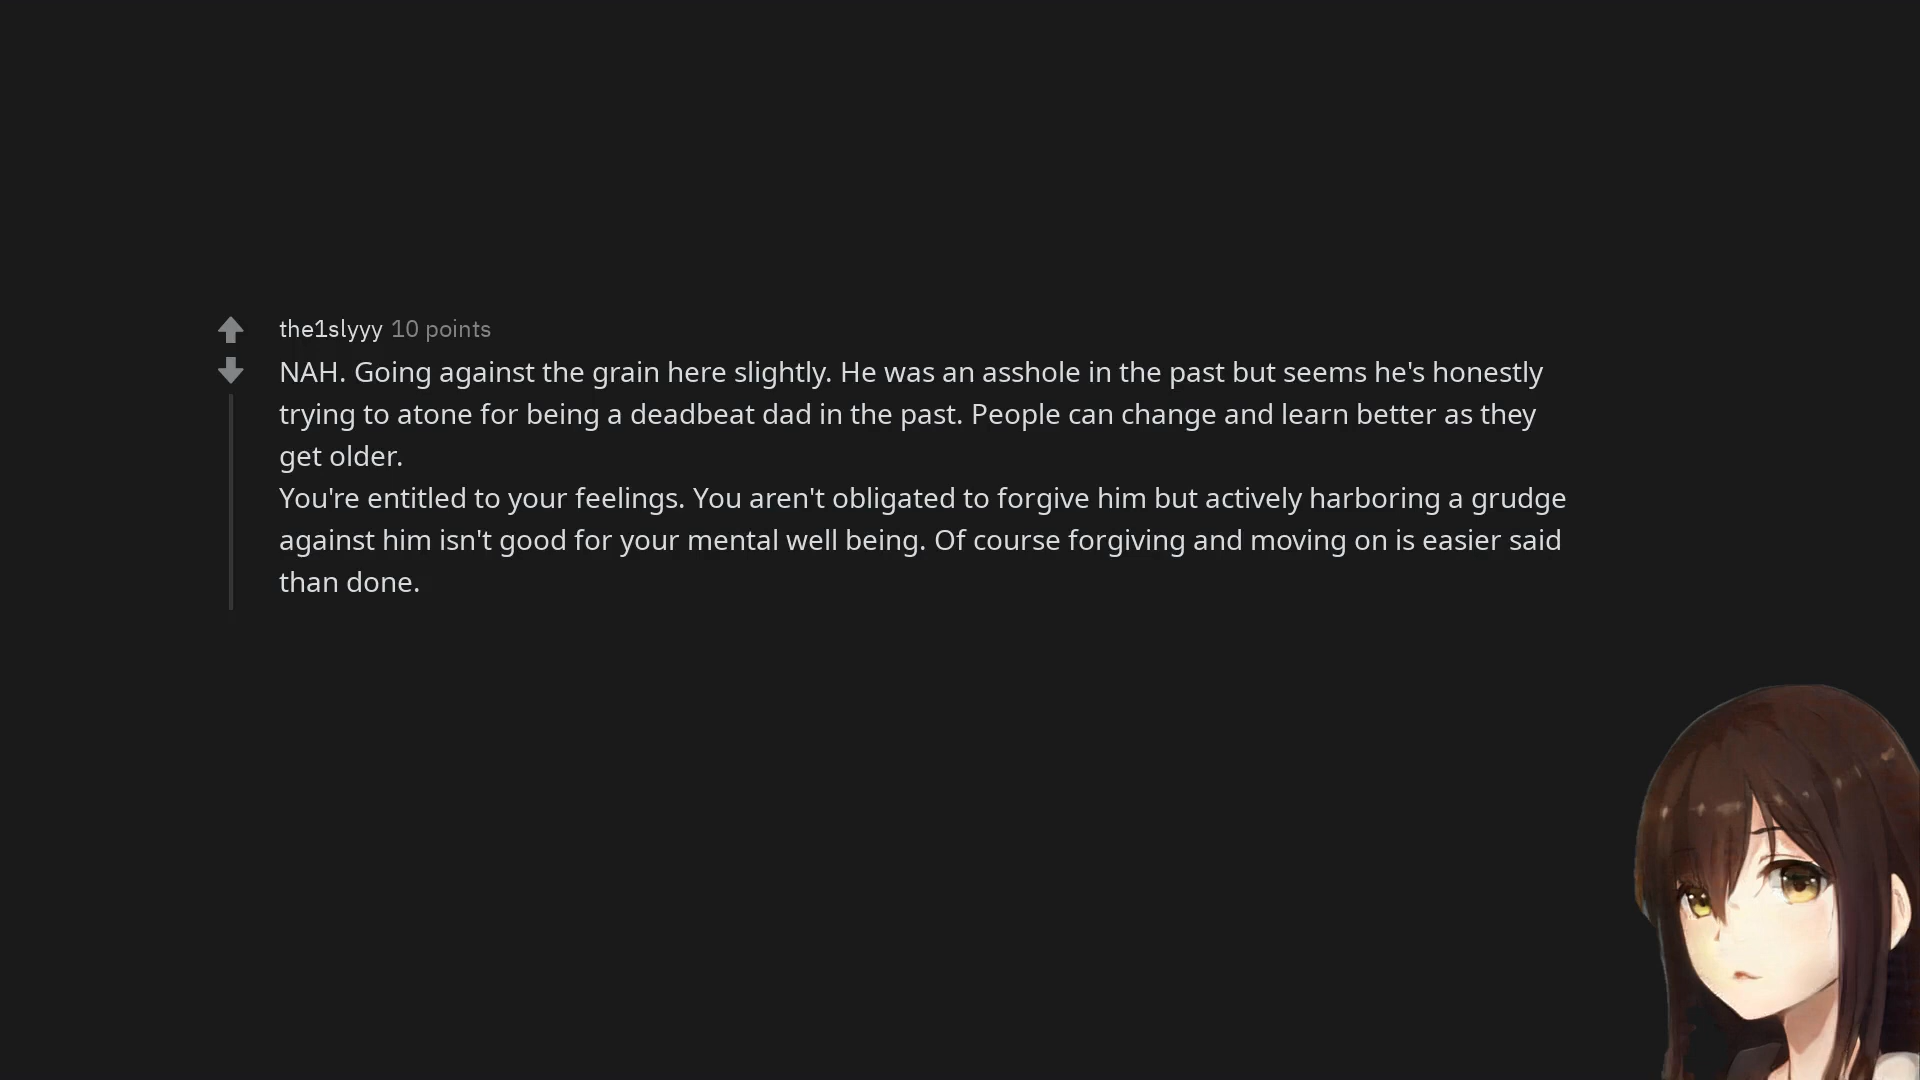 the1slyyy 10 points
NAH. Going against the grain here slightly. He was an asshole in the past but seems he's honestly
trying to atone for being a deadbeat dad in the past. People can change and learn better as they
get older.
You're entitled to your feelings. You aren't obligated to forgive him but actively harboring a grudge
against him isn't good for your mental well being. Of course forgiving and moving on is easier said
than done.